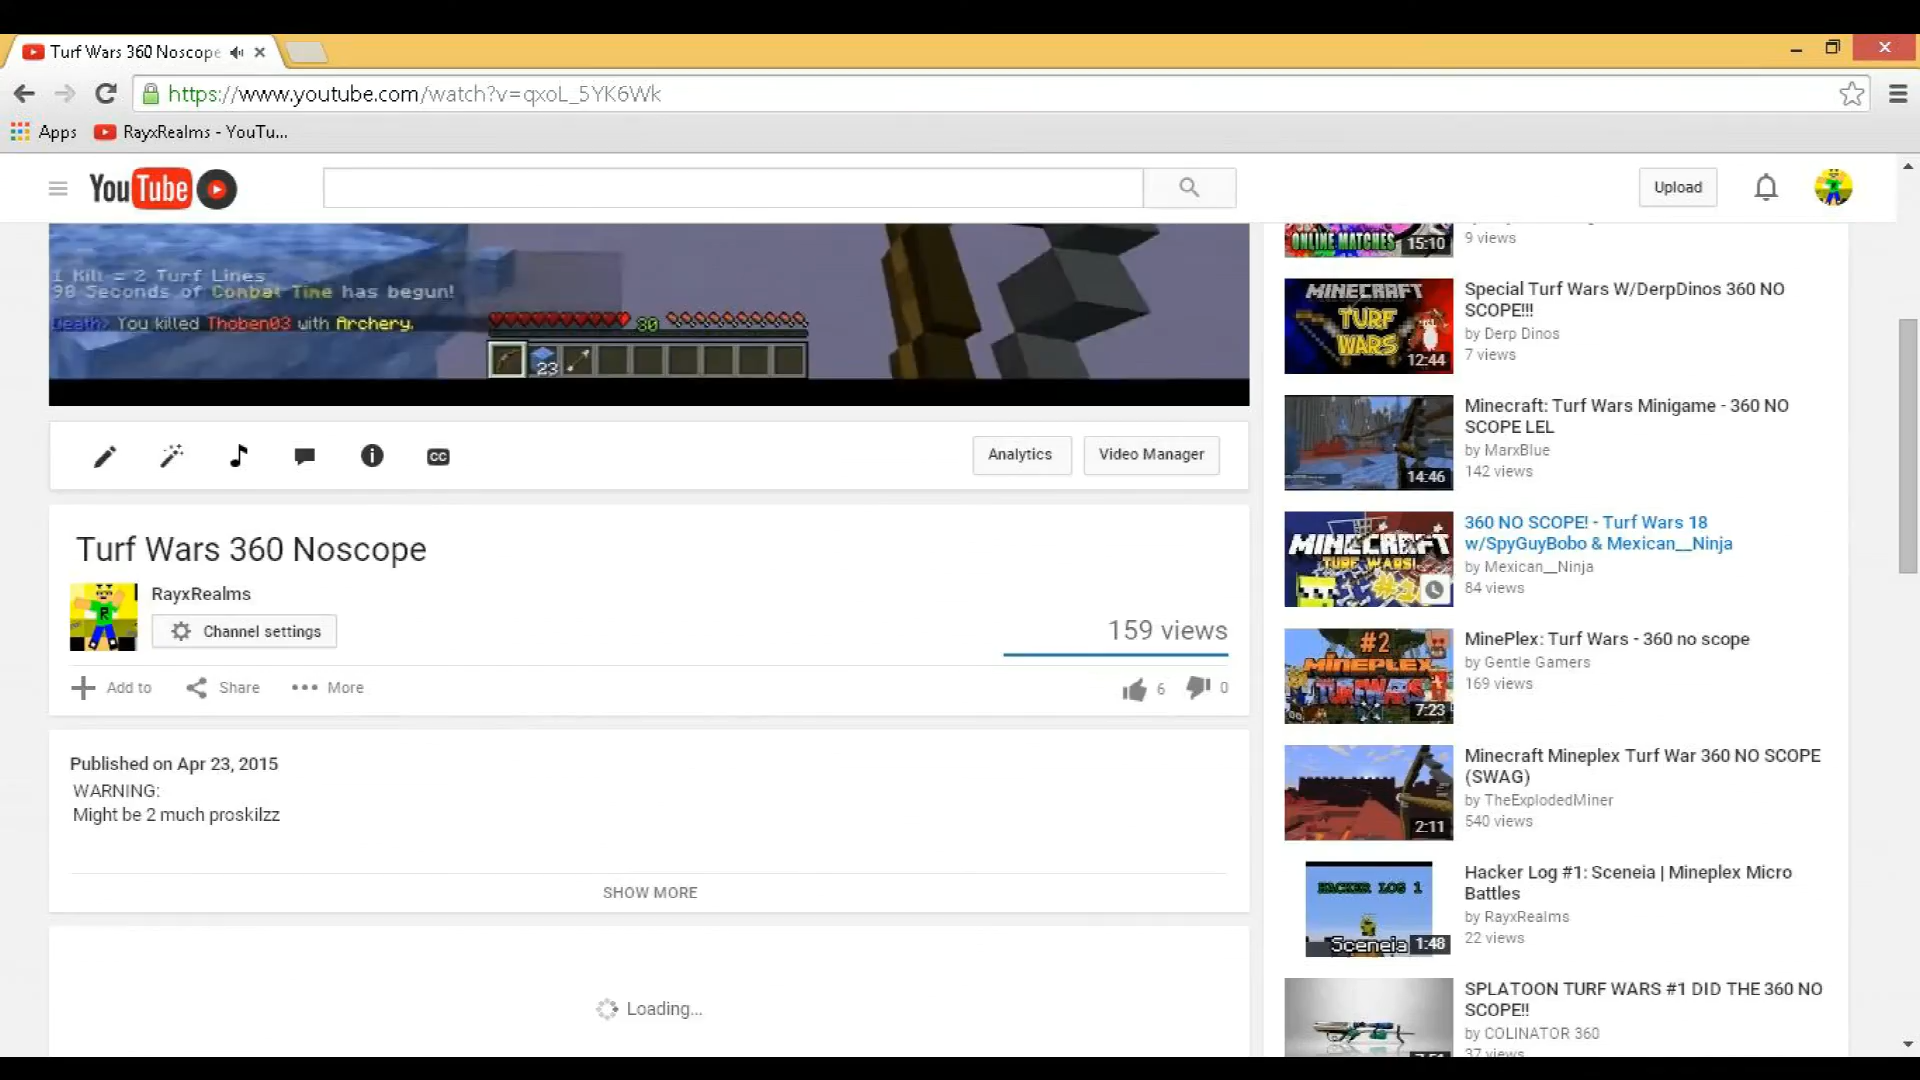 Turf Wars 360 Noscope
https://www.youtube.com/watch?v=qxoL_5YK6Wk
Apps
RayxRealms - YouTu...
YouTube
Upload
1 Kill = 2 Turf Lines
90 Seconds of Combat Time has begun!
Death> You killed Thoben03 with Archery.
30
23
Analytics
Video Manager
Turf Wars 360 Noscope
RayxRealms
Channel settings
159 views
Add to
Share
More
6
0
Published on Apr 23, 2015
WARNING:
Might be 2 much proskilzz
SHOW MORE
Loading...
ONLINE MATCHES
15:10
9 views
MINECRAFT
TURF
WARS
12:44
Special Turf Wars W/DerpDinos 360 NO
SCOPE!!!
by Derp Dinos
7 views
14:46
Minecraft: Turf Wars Minigame - 360 NO
SCOPE LEL
by MarxBlue
142 views
MINECRAFT
TURF WARS!
360 NO SCOPE! - Turf Wars 18
w/SpyGuyBobo & Mexican__Ninja
by Mexican__Ninja
84 views
#2
MINEPLEX
TURF WARS
7:23
MinePlex: Turf Wars - 360 no scope
by Gentle Gamers
169 views
2:11
Minecraft Mineplex Turf War 360 NO SCOPE
(SWAG)
by TheExplodedMiner
540 views
HACKER LOG 1
Sceneia
1:48
Hacker Log #1: Sceneia | Mineplex Micro
Battles
by RayxRealms
22 views
SPLATOON TURF WARS #1 DID THE 360 NO
SCOPE!!
by COLINATOR 360
37 views